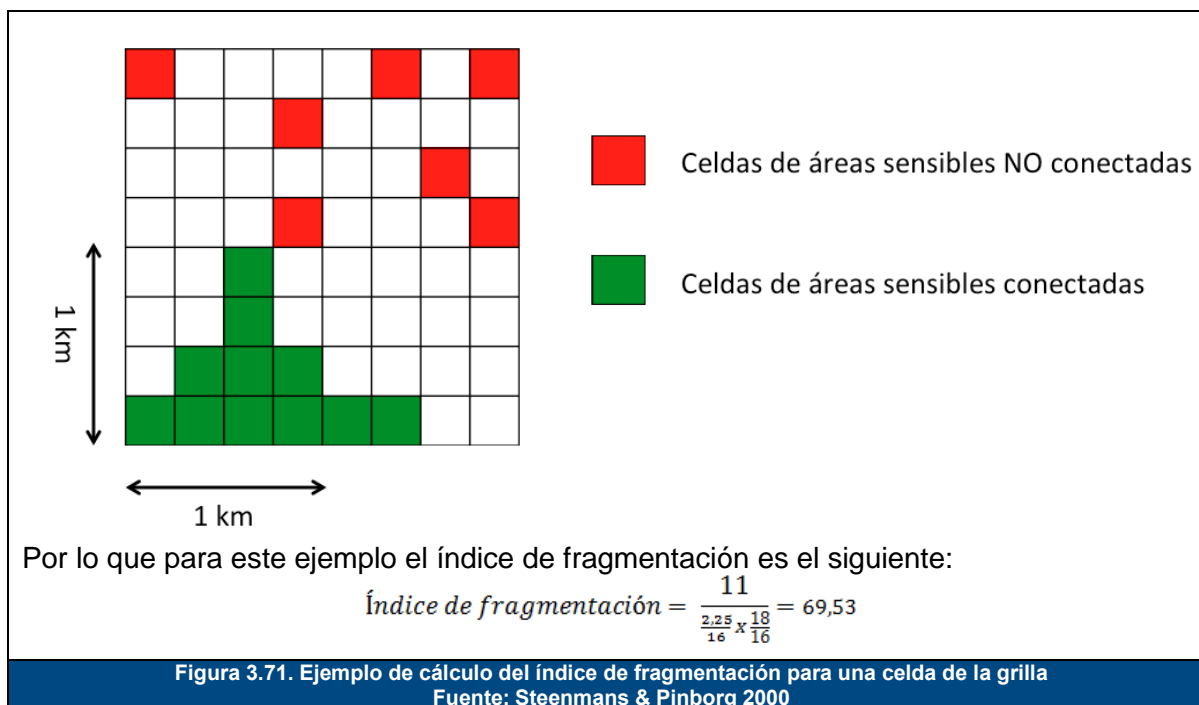 Celdas de áreas sensibles NO conectadas
Celdas de áreas sensibles conectadas
1 km
1 km
Por lo que para este ejemplo el índice de fragmentación es el siguiente:
Índice de fragmentación = 11 / (2,25/16 x 18/16) = 69,53
Figura 3.71. Ejemplo de cálculo del índice de fragmentación para una celda de la grilla
Fuente: Steenmans & Pinborg 2000